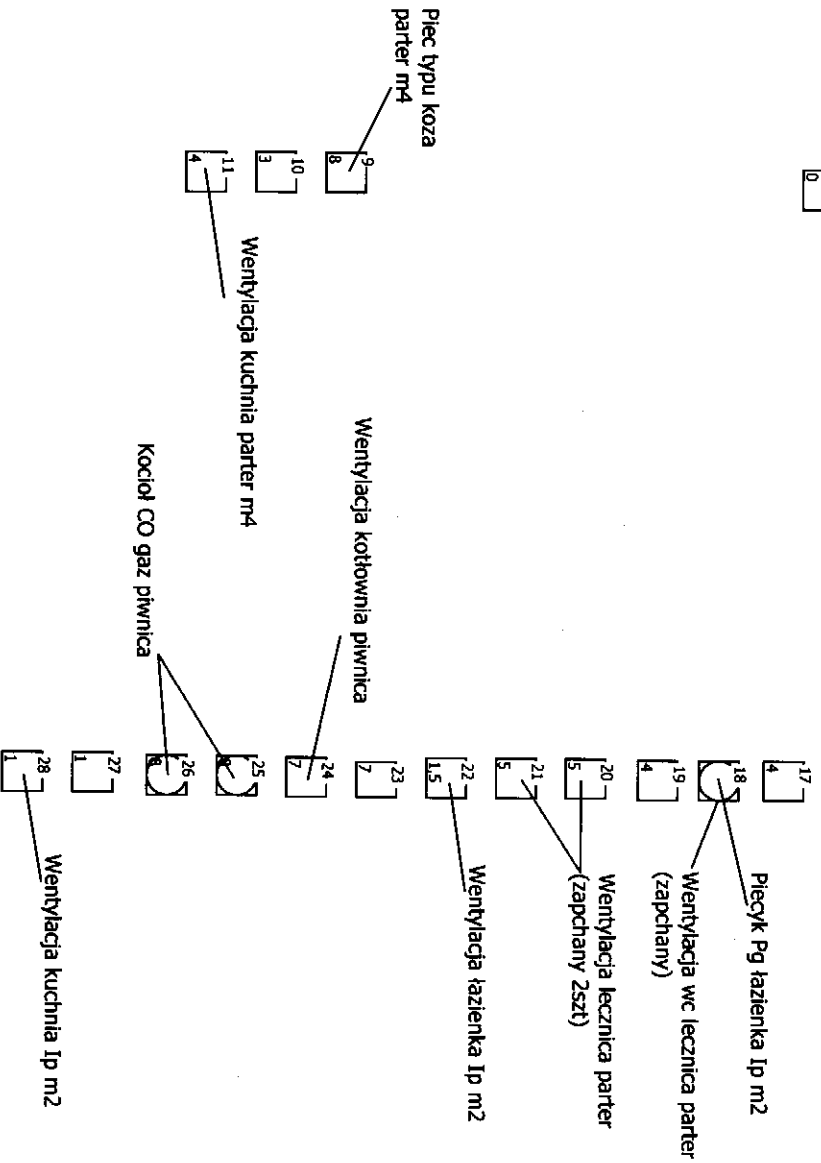 0
17
4
Piecyk Pg łazienka Ip m2
18
Wentylacja wc lecznica parter
(zapchany)
19
4
20
5
Wentylacja lecznica parter
(zapchany 2szt)
21
5
22
1,5
Wentylacja łazienka Ip m2
Piec typu koza
parter m4
9
8
23
7
Wentylacja kotłownia piwnica
24
7
10
3
Wentylacja kuchnia parter m4
11
4
25
26
Kocioł CO gaz piwnica
27
1
28
1
Wentylacja kuchnia Ip m2